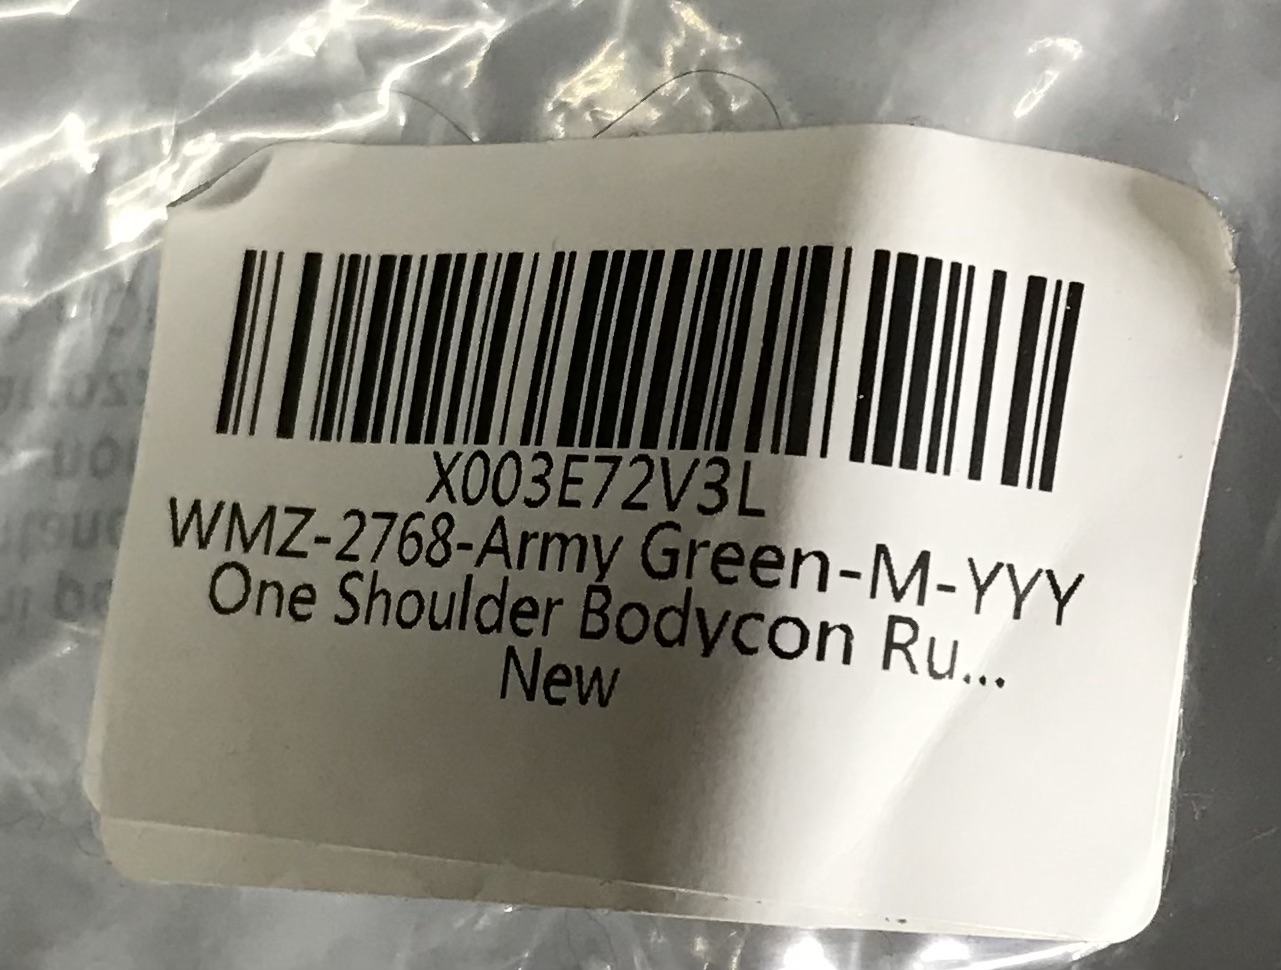 X003E72V3L
WMZ-2768-Army Green-M-YYY
One Shoulder Bodycon Ru...
New